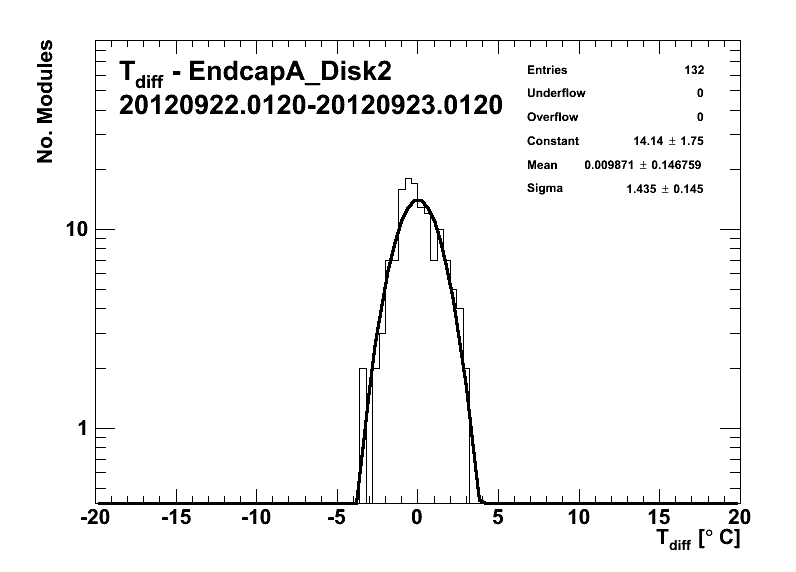 T_diff - EndcapA_Disk2
20120922.0120-20120923.0120
Entries 132
Underflow 0
Overflow 0
Constant 14.14 ± 1.75
Mean 0.009871 ± 0.146759
Sigma 1.435 ± 0.145
No. Modules
10
1
-20 -15 -10 -5 0 5 10 15 20
T_diff [° C]